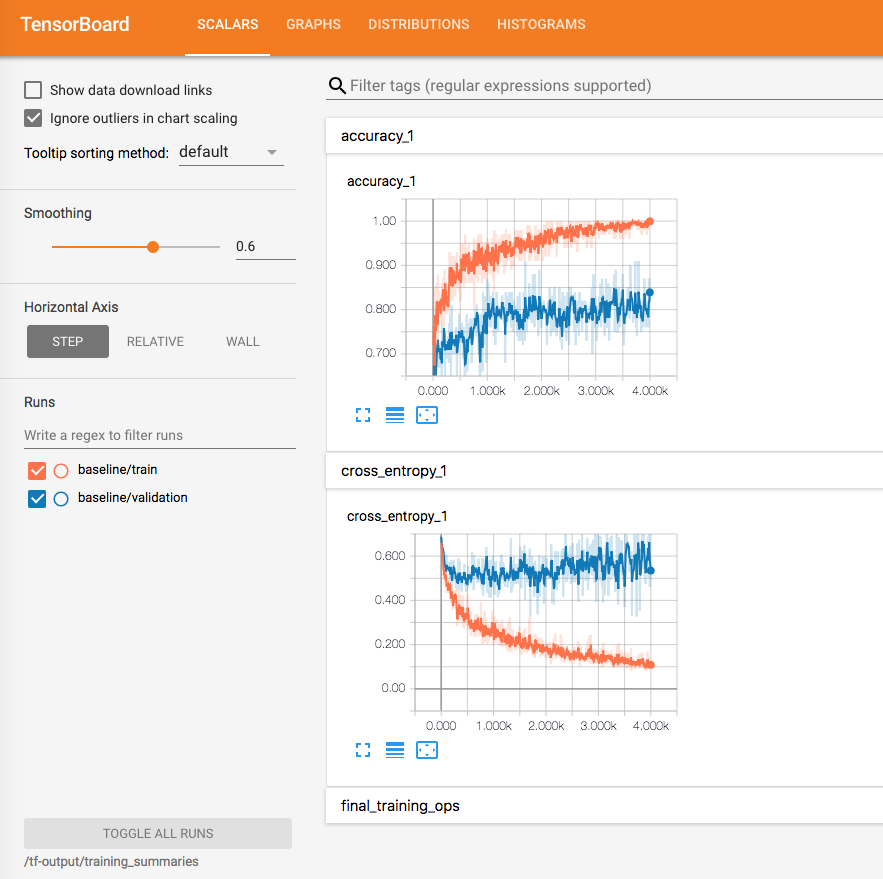 TensorBoard
SCALARS GRAPHS DISTRIBUTIONS HISTOGRAMS
Show data download links
Ignore outliers in chart scaling
Tooltip sorting method: default
Smoothing
0.6
Horizontal Axis
STEP RELATIVE WALL
Runs
Write a regex to filter runs
baseline/train
baseline/validation
TOGGLE ALL RUNS
/tf-output/training_summaries
Filter tags (regular expressions supported)
accuracy_1
accuracy_1
1.00
0.900
0.800
0.700
0.000 1.000k 2.000k 3.000k 4.000k
cross_entropy_1
cross_entropy_1
0.600
0.400
0.200
0.00
0.000 1.000k 2.000k 3.000k 4.000k
final_training_ops